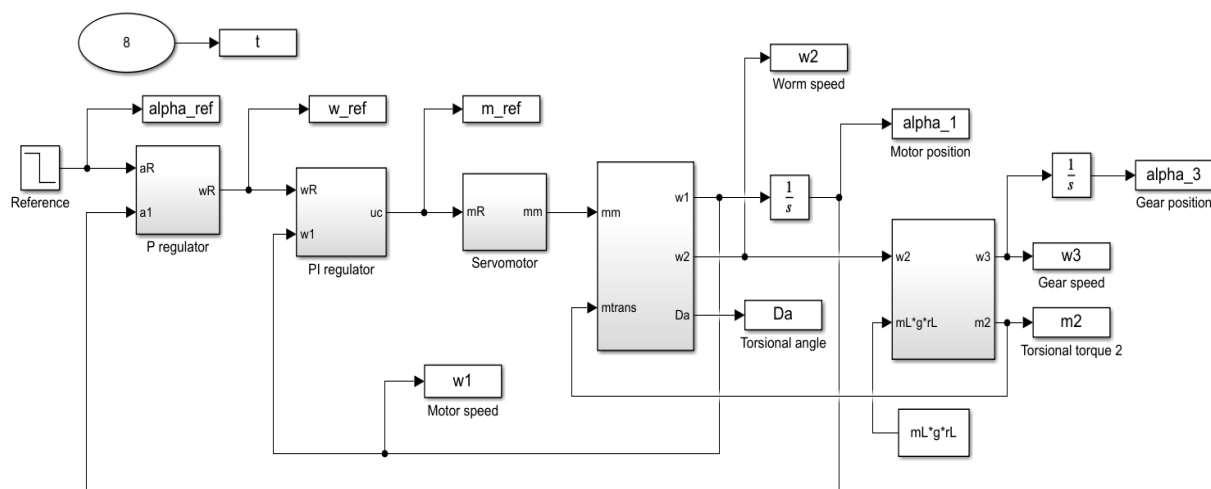 8
t
w2
Worm speed
alpha_ref
w_ref
m_ref
alpha_1
Motor position
1
s
alpha_3
Gear position
Reference
aR
a1
wR
P regulator
wR
w1
uc
PI regulator
mR
mm
Servomotor
mm
mtrans
w1
w2
Da
1
s
Da
Torsional angle
w2
mL*g*rL
w3
m2
w3
Gear speed
m2
Torsional torque 2
w1
Motor speed
mL*g*rL